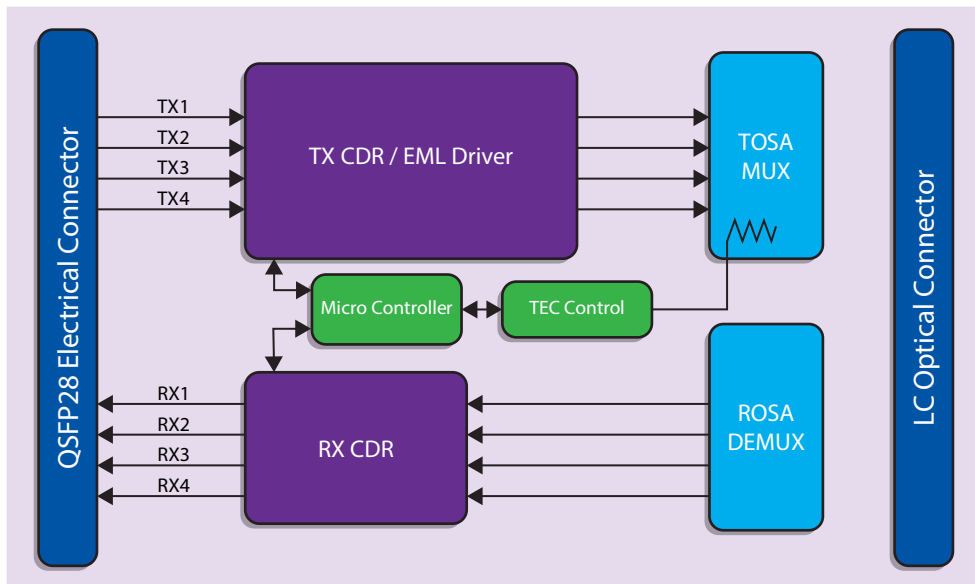 QSFP28 Electrical Connector
TX1
TX2
TX3
TX4
TX CDR / EML Driver
TOSA
MUX
LC Optical Connector
Micro Controller
TEC Control
RX1
RX2
RX3
RX4
RX CDR
ROSA
DEMUX